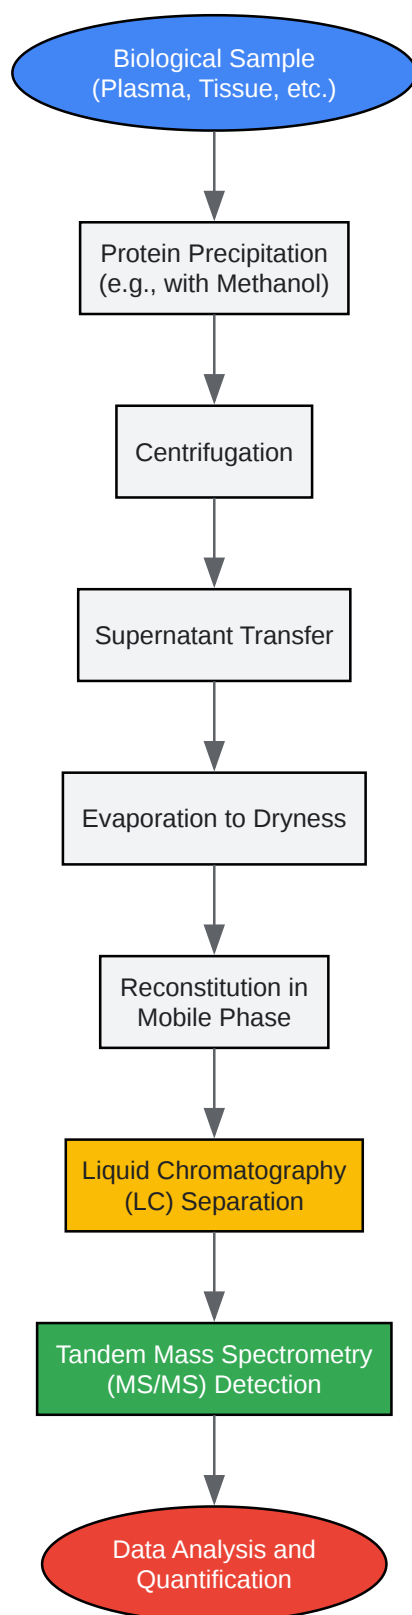 Biological Sample
(Plasma, Tissue, etc.)
Protein Precipitation
(e.g., with Methanol)
Centrifugation
Supernatant Transfer
Evaporation to Dryness
Reconstitution in
Mobile Phase
Liquid Chromatography
(LC) Separation
Tandem Mass Spectrometry
(MS/MS) Detection
Data Analysis and
Quantification